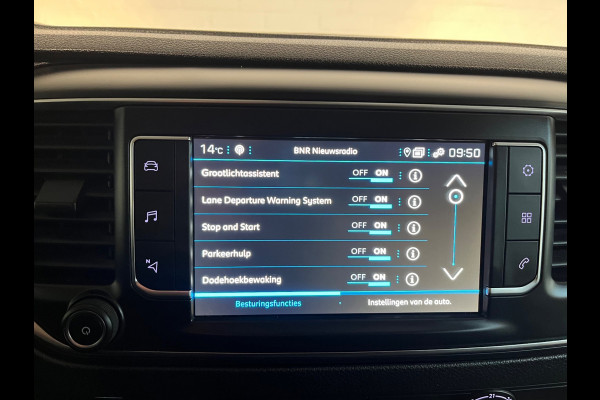 14°C BNR Nieuwsradio 09:50
Grootlichtassistent OFF ON
Lane Departure Warning System OFF ON
Stop and Start OFF ON
Parkeerhulp OFF ON
Dodehoekbewaking OFF ON
Besturingsfuncties Instellingen van de auto.
N
21